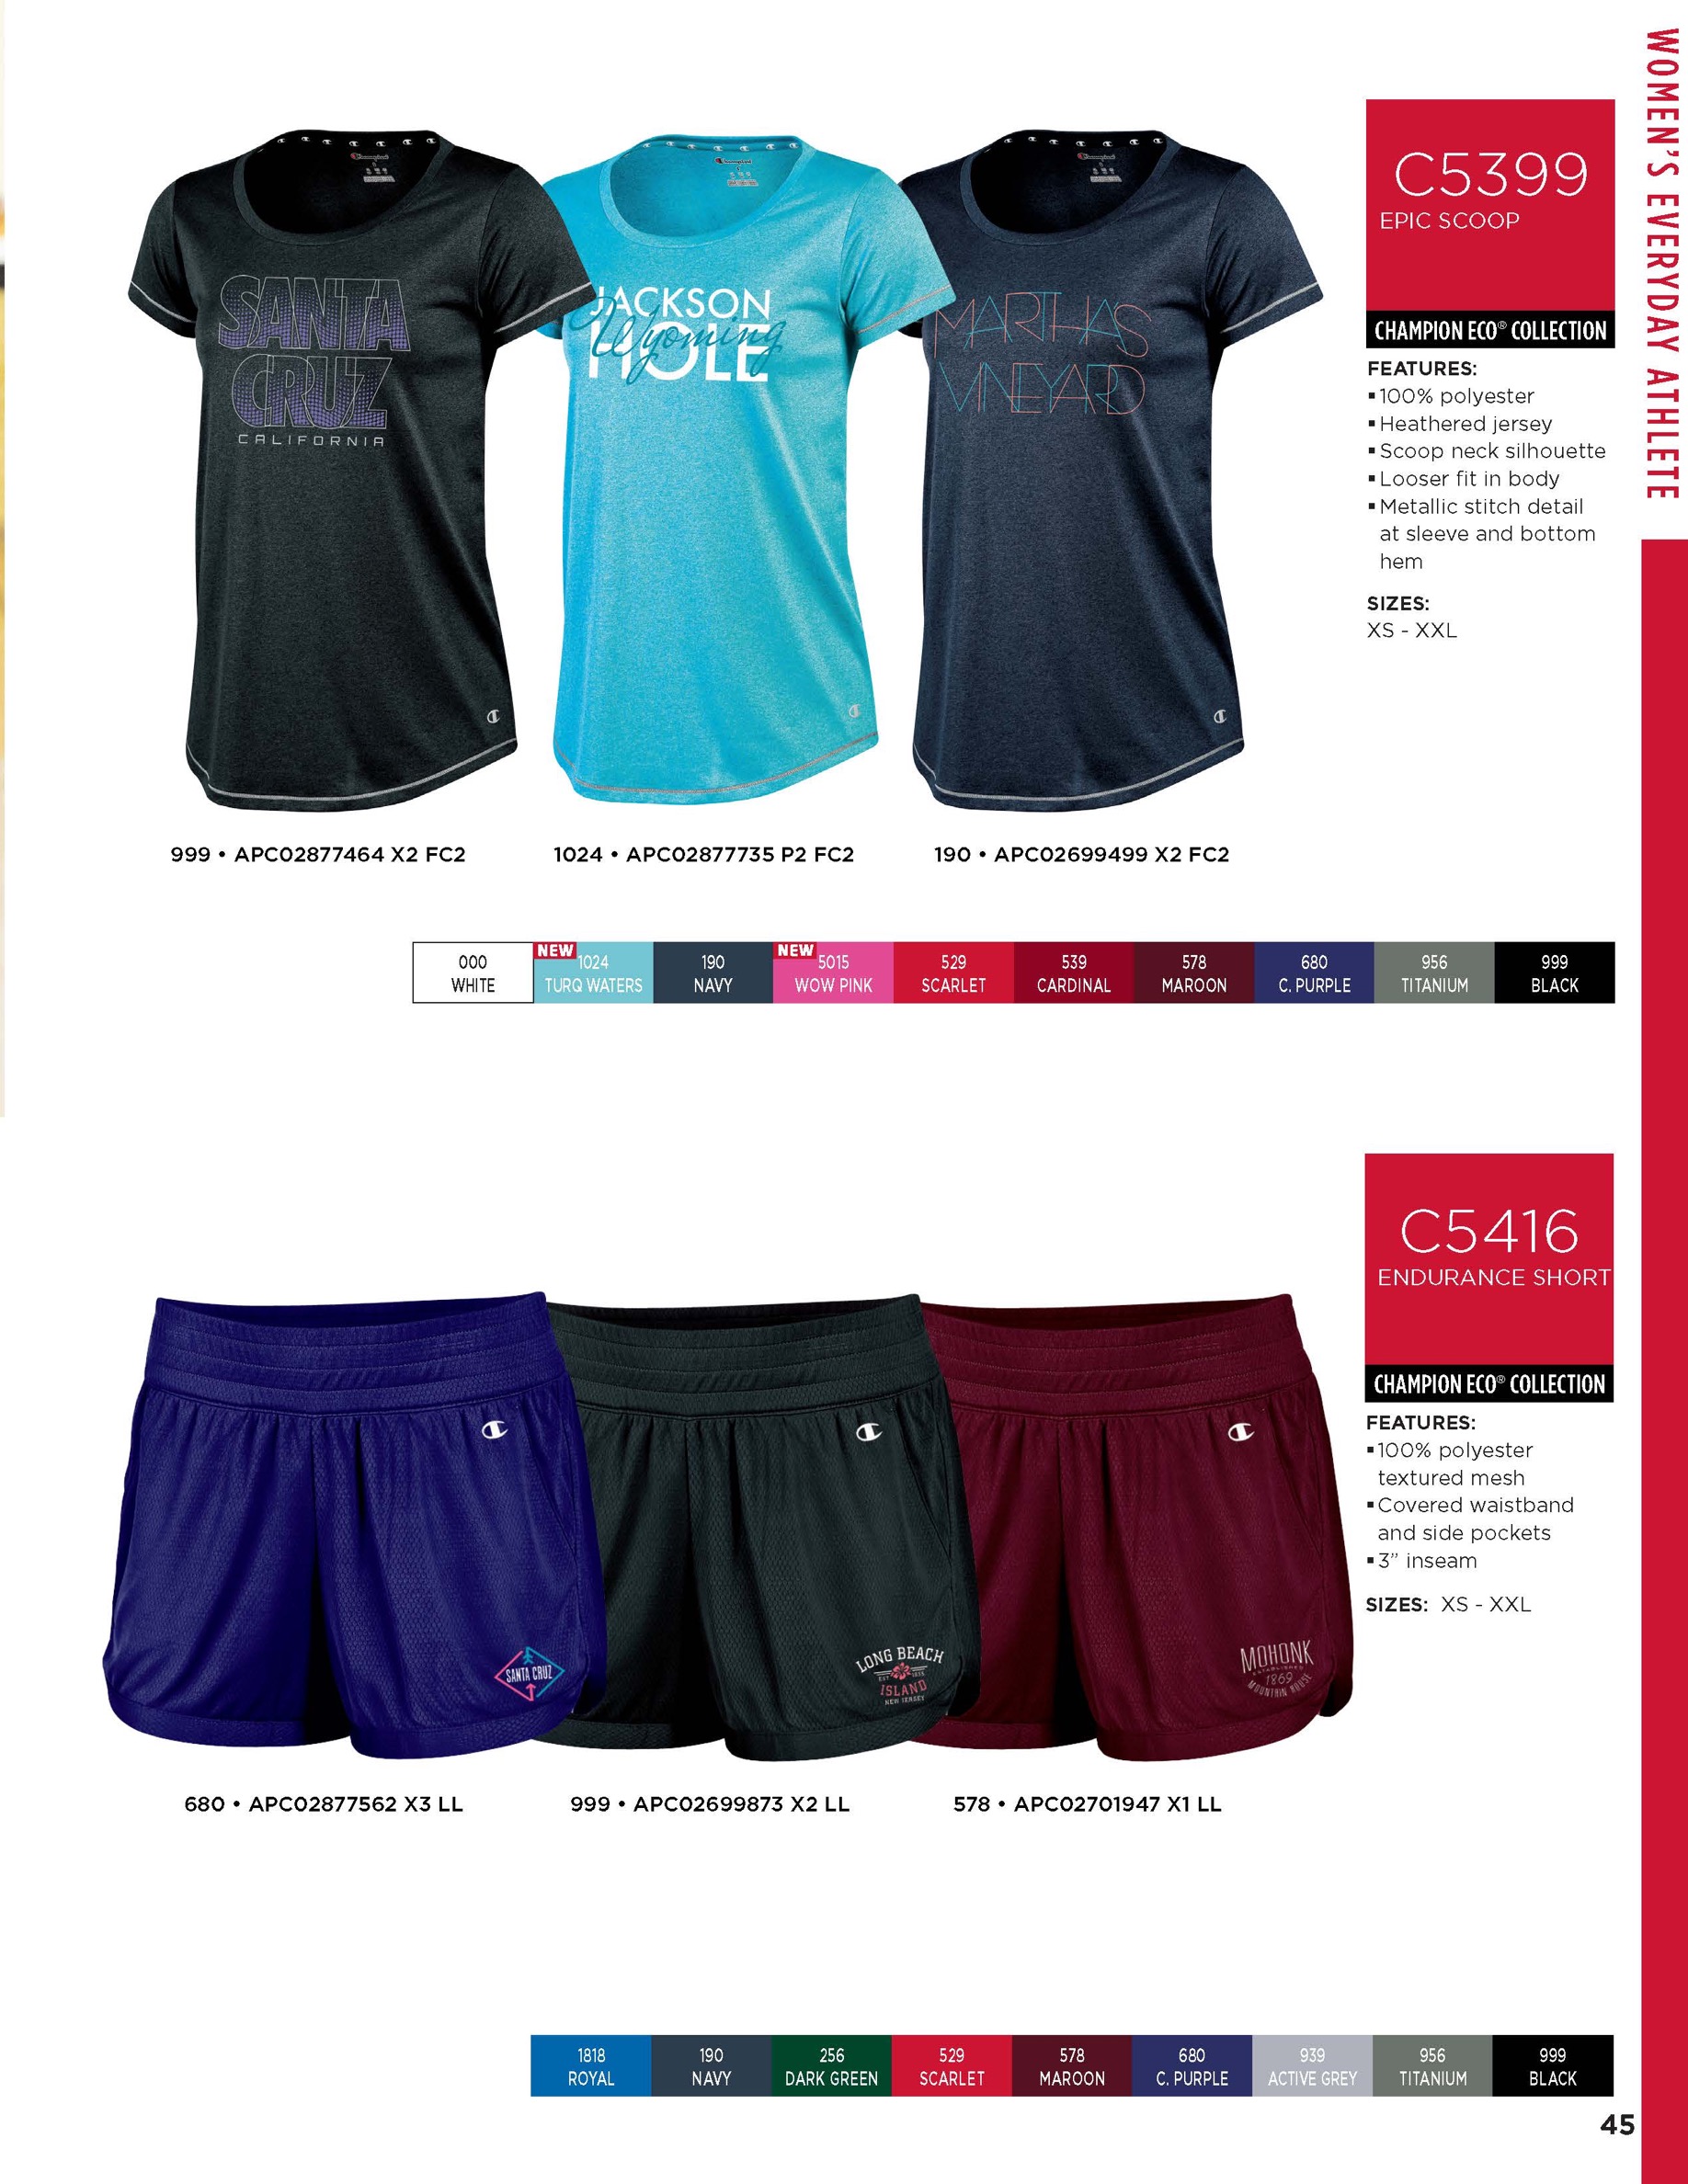 WOMEN'S EVERYDAY ATHLETE
C5399
EPIC SCOOP
CHAMPION ECO® COLLECTION
FEATURES:
▪ 100% polyester
▪ Heathered jersey
▪ Scoop neck silhouette
▪ Looser fit in body
▪ Metallic stitch detail
at sleeve and bottom
hem
SIZES:
XS - XXL
Champion
SANTA
CRUZ
CALIFORNIA
Champion
JACKSON
Wyoming
HOLE
Champion
MARTHAS
VINEYARD
999 • APC02877464 X2 FC2
1024 • APC02877735 P2 FC2
190 • APC02699499 X2 FC2
000
WHITE
NEW
1024
TURQ WATERS
190
NAVY
NEW
5015
WOW PINK
529
SCARLET
539
CARDINAL
578
MAROON
680
C. PURPLE
956
TITANIUM
999
BLACK
C5416
ENDURANCE SHORT
CHAMPION ECO® COLLECTION
FEATURES:
▪ 100% polyester
textured mesh
▪ Covered waistband
and side pockets
▪ 3” inseam
SIZES: XS - XXL
SANTA CRUZ
LONG BEACH
EST 1899
ISLAND
NEW JERSEY
MOHONK
ESTABLISHED
1869
MOUNTAIN HOUSE
680 • APC02877562 X3 LL
999 • APC02699873 X2 LL
578 • APC02701947 X1 LL
1818
ROYAL
190
NAVY
256
DARK GREEN
529
SCARLET
578
MAROON
680
C. PURPLE
939
ACTIVE GREY
956
TITANIUM
999
BLACK
45